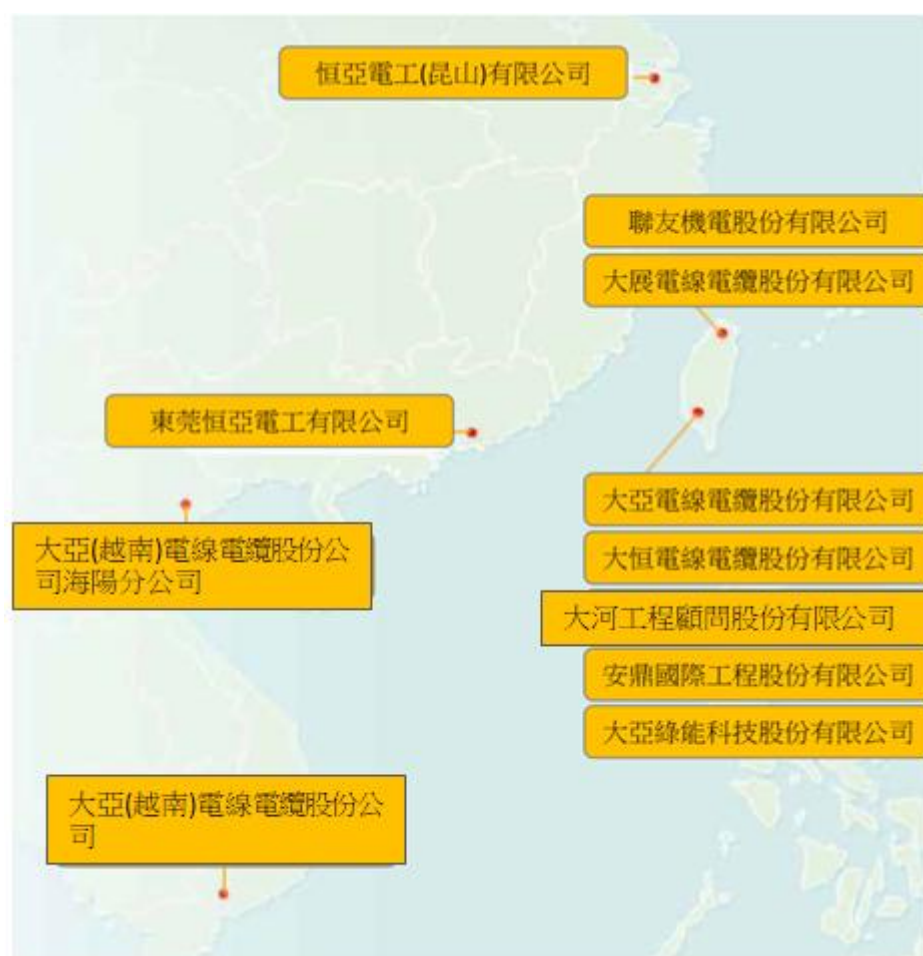 恒亞電工(昆山)有限公司
聯友機電股份有限公司
大展電線電纜股份有限公司
東莞恒亞電工有限公司
大亞電線電纜股份有限公司
大亞(越南)電線電纜股份公
司海陽分公司
大恒電線電纜股份有限公司
大河工程顧問股份有限公司
安鼎國際工程股份有限公司
大亞綠能科技股份有限公司
大亞(越南)電線電纜股份公
司